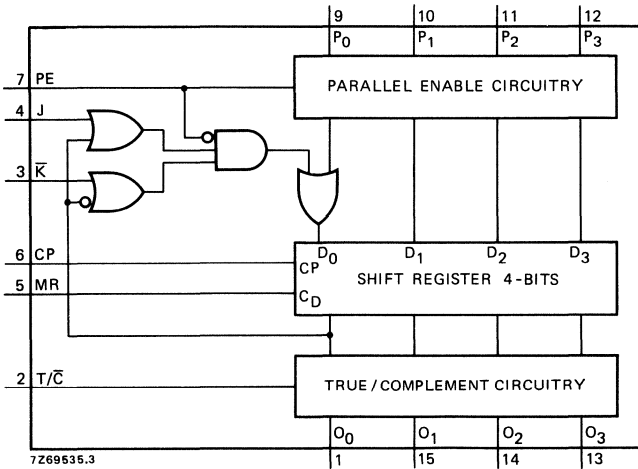 9 10 11 12
P0 P1 P2 P3
7 PE
PARALLEL ENABLE CIRCUITRY
4 J
3 K̅
D0 D1 D2 D3
6 CP
CP
SHIFT REGISTER 4-BITS
5 MR
CD
2 T/C̅
TRUE/COMPLEMENT CIRCUITRY
O0 O1 O2 O3
7Z69535.3
1 15 14 13